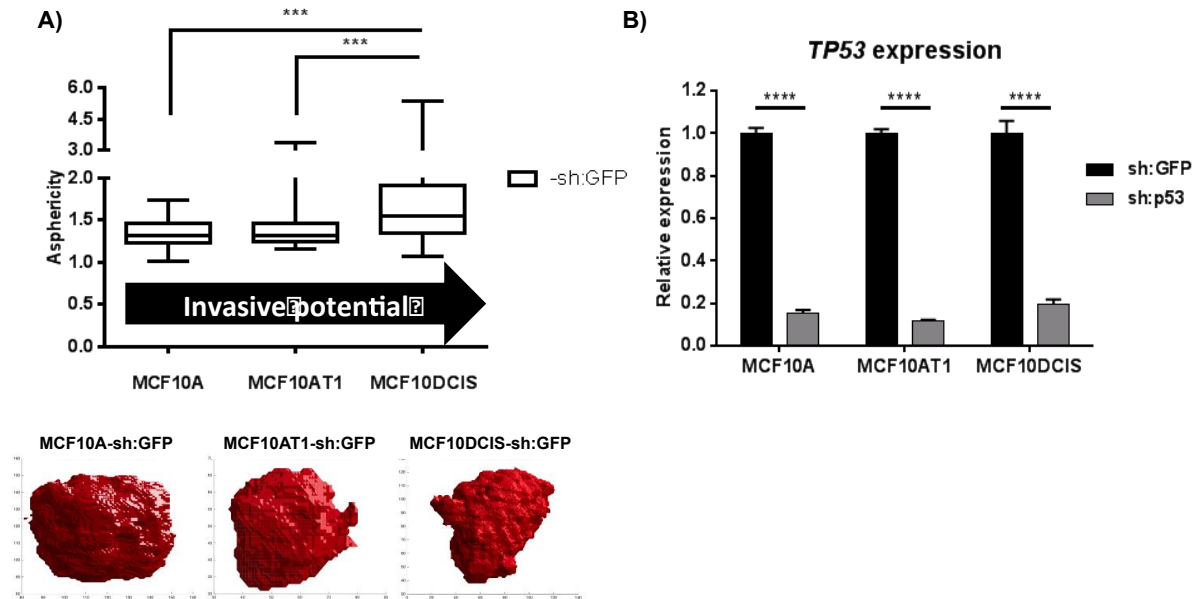 A)
***
***
6.0
4.5
3.0
2.0
1.5
1.0
0.5
0.0
Asphericity
-sh:GFP
Invasive potential
MCF10A MCF10AT1 MCF10DCIS
B)
TP53 expression
**** **** ****
1.2
1.0
0.8
0.6
0.4
0.2
0.0
Relative expression
sh:GFP
sh:p53
MCF10A MCF10AT1 MCF10DCIS
MCF10A-sh:GFP MCF10AT1-sh:GFP MCF10DCIS-sh:GFP